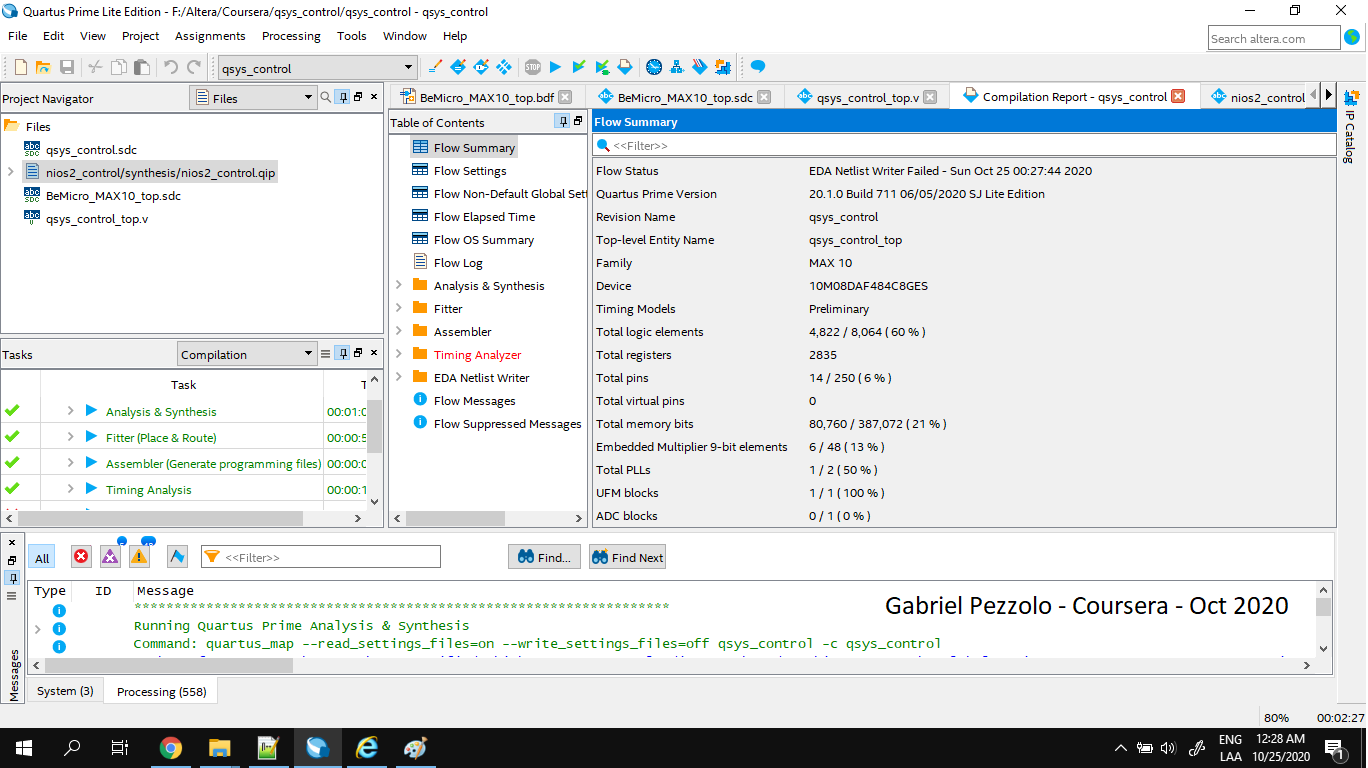 Quartus Prime Lite Edition - F:/Altera/Coursera/qsys_control/qsys_control - qsys_control
File Edit View Project Assignments Processing Tools Window Help
Search altera.com
qsys_control
STOP
Project Navigator
Files
Files
qsys_control.sdc
nios2_control/synthesis/nios2_control.qip
BeMicro_MAX10_top.sdc
qsys_control_top.v
Tasks
Compilation
Task
Analysis & Synthesis
00:01:0
Fitter (Place & Route)
00:00:5
Assembler (Generate programming files)
00:00:0
Timing Analysis
00:00:1
BeMicro_MAX10_top.bdf
BeMicro_MAX10_top.sdc
qsys_control_top.v
Compilation Report - qsys_control
nios2_control
IP Catalog
Table of Contents
Flow Summary
Flow Settings
Flow Non-Default Global Set
Flow Elapsed Time
Flow OS Summary
Flow Log
Analysis & Synthesis
Fitter
Assembler
Timing Analyzer
EDA Netlist Writer
Flow Messages
Flow Suppressed Messages
Flow Summary
<<Filter>>
Flow Status EDA Netlist Writer Failed - Sun Oct 25 00:27:44 2020
Quartus Prime Version 20.1.0 Build 711 06/05/2020 SJ Lite Edition
Revision Name qsys_control
Top-level Entity Name qsys_control_top
Family MAX 10
Device 10M08DAF484C8GES
Timing Models Preliminary
Total logic elements 4,822 / 8,064 ( 60 % )
Total registers 2835
Total pins 14 / 250 ( 6 % )
Total virtual pins 0
Total memory bits 80,760 / 387,072 ( 21 % )
Embedded Multiplier 9-bit elements 6 / 48 ( 13 % )
Total PLLs 1 / 2 ( 50 % )
UFM blocks 1 / 1 ( 100 % )
ADC blocks 0 / 1 ( 0 % )
All
<<Filter>>
Find...
Find Next
Type ID Message
*******************************************************************
Running Quartus Prime Analysis & Synthesis
Command: quartus_map --read_settings_files=on --write_settings_files=off qsys_control -c qsys_control
Gabriel Pezzolo - Coursera - Oct 2020
Messages
System (3)
Processing (558)
80% 00:02:27
ENG
LAA
12:28 AM
10/25/2020
1